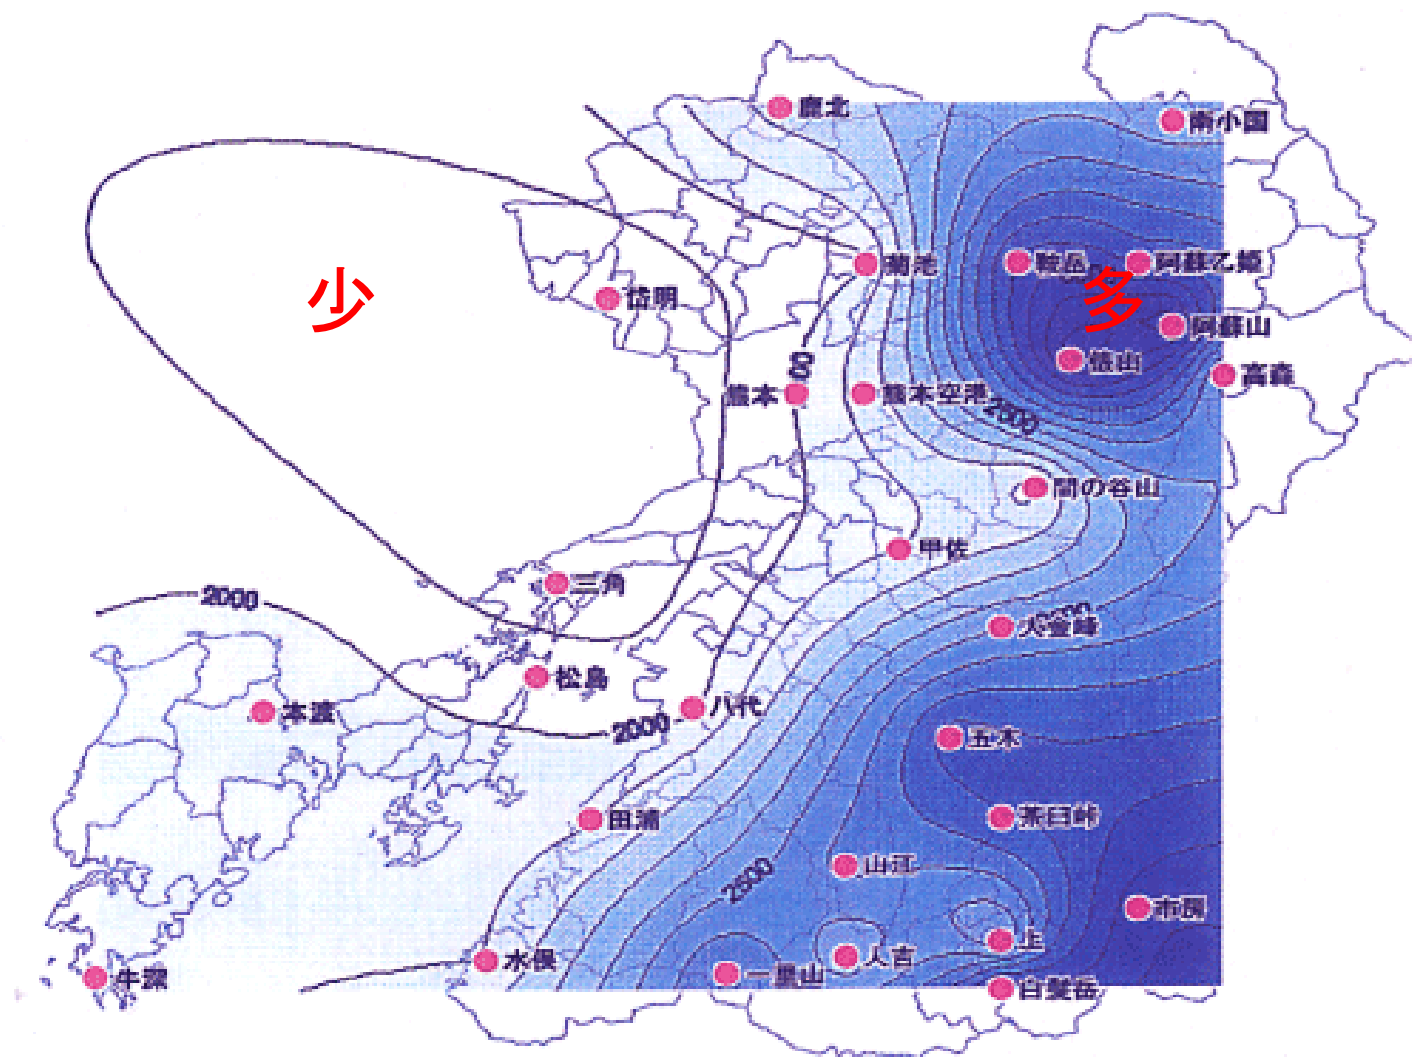 鹿北
南小国
菊池
鞍岳
阿蘇乙姫
少
岱明
多
阿蘇山
俵山
00
高森
熊本
熊本空港
2500
間の谷山
甲佐
三角
2000
大金峰
松島
本渡
八代
2000
五木
田浦
茶臼峠
山江
2500
市房
上
水俣
人吉
牛深
一里山
白髪岳